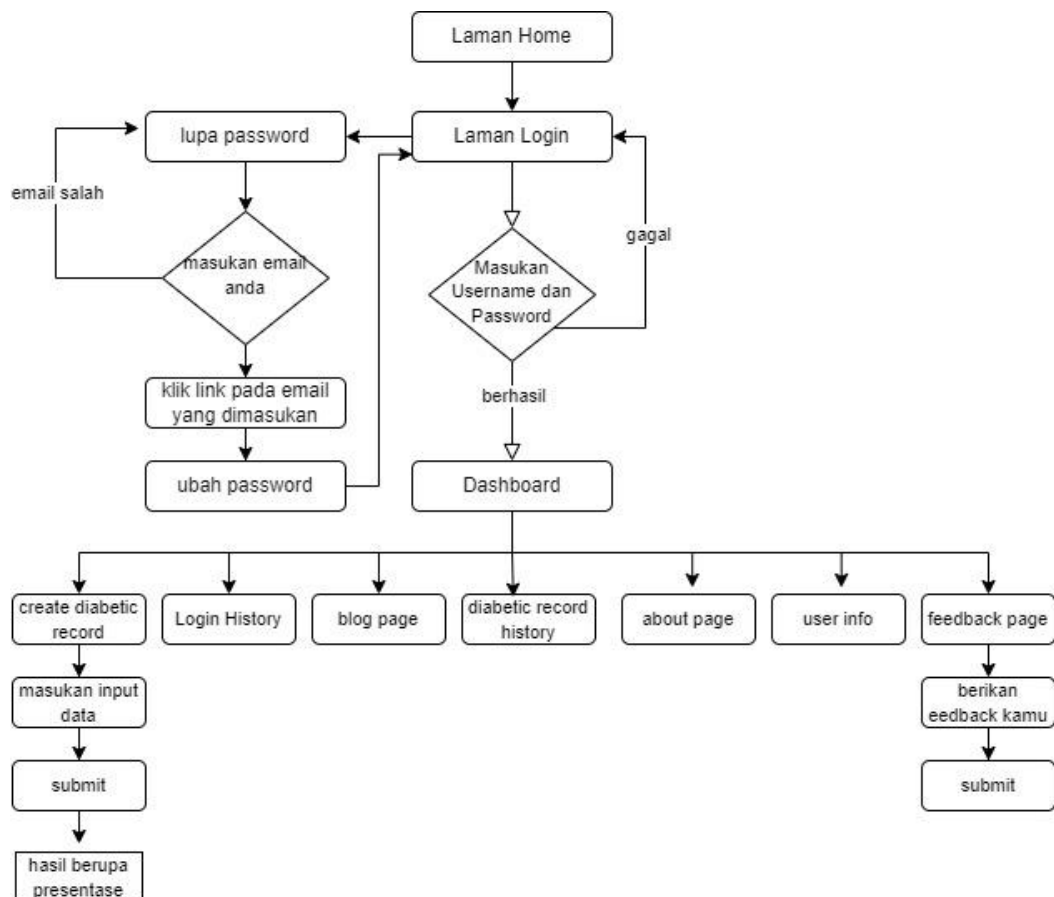 Laman Home
lupa password
Laman Login
email salah
gagal
masukan email
anda
Masukan
Username dan
Password
klik link pada email
yang dimasukan
berhasil
ubah password
Dashboard
create diabetic
record
Login History
blog page
diabetic record
history
about page
user info
feedback page
masukan input
data
berikan
eedback kamu
submit
submit
hasil berupa
presentase